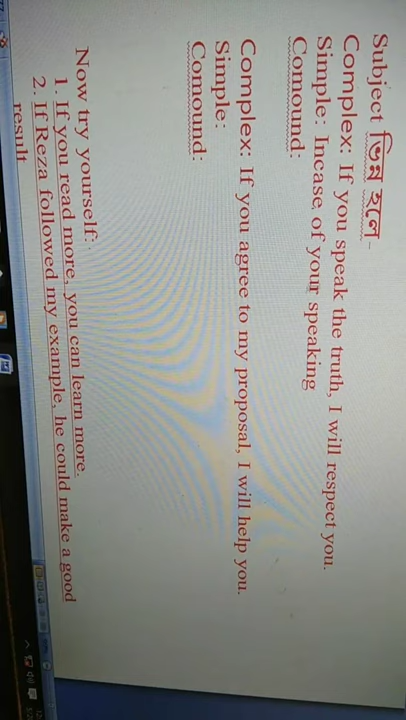 Subject ভিন্ন হলে-
Complex: If you speak the truth, I will respect you.
Simple: Incase of your speaking
Comound:
Complex: If you agree to my proposal, I will help you.
Simple:
Comound:
Now try yourself:
1. If you read more, you can learn more.
2. If Reza followed my example, he could make a good
result